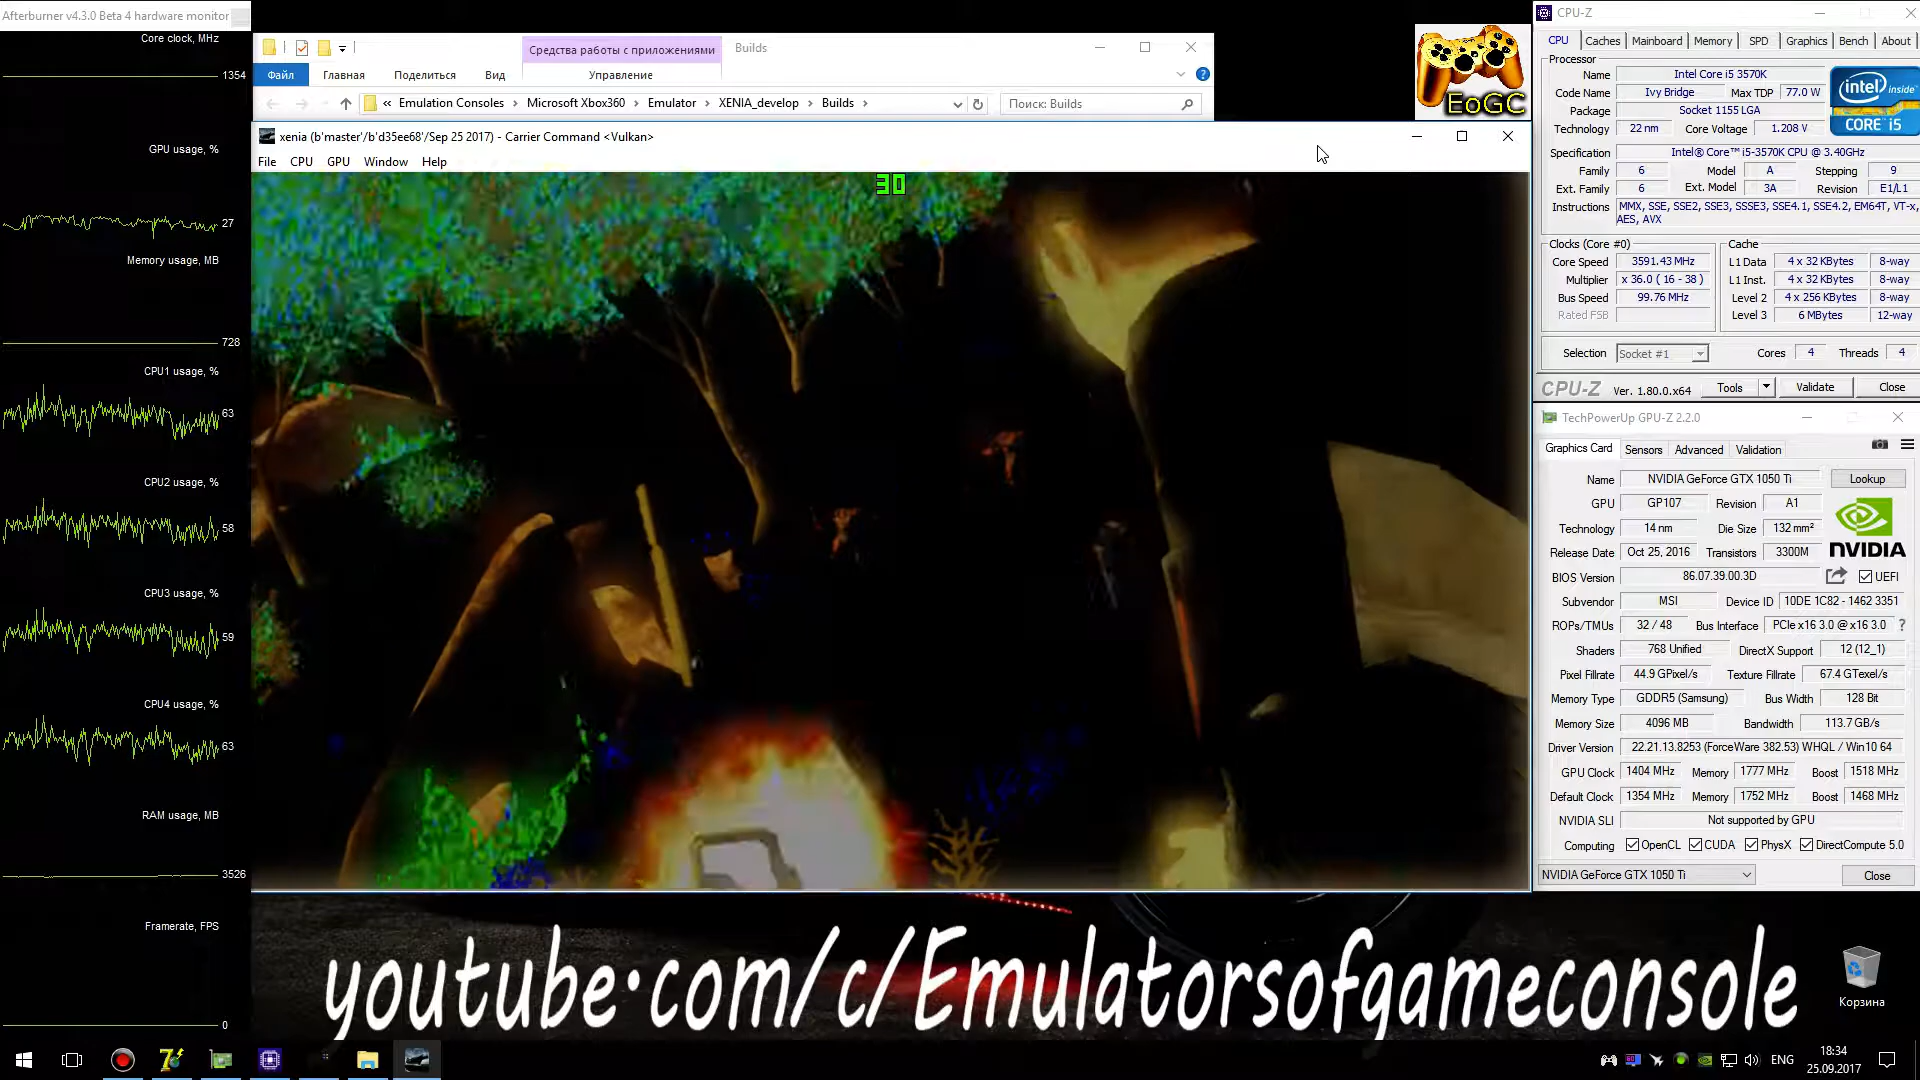 Afterburner v4.3.0 Beta 4 hardware monitor
Core clock, MHz
1354
GPU usage, %
27
Memory usage, MB
728
CPU1 usage, %
63
CPU2 usage, %
58
CPU3 usage, %
59
CPU4 usage, %
63
RAM usage, MB
3526
Framerate, FPS
0
Средства работы с приложениями
Builds
Файл Главная Поделиться Вид Управление
« Emulation Consoles › Microsoft Xbox360 › Emulator › XENIA_develop › Builds ›
Поиск: Builds
EoGC
xenia (b'master'/b'd35ee68'/Sep 25 2017) - Carrier Command <Vulkan>
File CPU GPU Window Help
30
CPU-Z
CPU Caches Mainboard Memory SPD Graphics Bench About
Processor
Name Intel Core i5 3570K
Code Name Ivy Bridge Max TDP 77.0 W
Package Socket 1155 LGA
Technology 22 nm Core Voltage 1.208 V
intel inside™
CORE i5
Specification Intel® Core™ i5-3570K CPU @ 3.40GHz
Family 6 Model A Stepping 9
Ext. Family 6 Ext. Model 3A Revision E1/L1
Instructions MMX, SSE, SSE2, SSE3, SSSE3, SSE4.1, SSE4.2, EM64T, VT-x,
AES, AVX
Clocks (Core #0) Cache
Core Speed 3591.43 MHz L1 Data 4 x 32 KBytes 8-way
Multiplier x 36.0 ( 16 - 38 ) L1 Inst. 4 x 32 KBytes 8-way
Bus Speed 99.76 MHz Level 2 4 x 256 KBytes 8-way
Rated FSB Level 3 6 MBytes 12-way
Selection Socket #1 Cores 4 Threads 4
CPU-Z Ver. 1.80.0.x64 Tools Validate Close
TechPowerUp GPU-Z 2.2.0
Graphics Card Sensors Advanced Validation
Name NVIDIA GeForce GTX 1050 Ti Lookup
GPU GP107 Revision A1
Technology 14 nm Die Size 132 mm²
Release Date Oct 25, 2016 Transistors 3300M
NVIDIA
BIOS Version 86.07.39.00.3D UEFI
Subvendor MSI Device ID 10DE 1C82 - 1462 3351
ROPs/TMUs 32 / 48 Bus Interface PCIe x16 3.0 @ x16 3.0 ?
Shaders 768 Unified DirectX Support 12 (12_1)
Pixel Fillrate 44.9 GPixel/s Texture Fillrate 67.4 GTexel/s
Memory Type GDDR5 (Samsung) Bus Width 128 Bit
Memory Size 4096 MB Bandwidth 113.7 GB/s
Driver Version 22.21.13.8253 (ForceWare 382.53) WHQL / Win10 64
GPU Clock 1404 MHz Memory 1777 MHz Boost 1518 MHz
Default Clock 1354 MHz Memory 1752 MHz Boost 1468 MHz
NVIDIA SLI Not supported by GPU
Computing OpenCL CUDA PhysX DirectCompute 5.0
NVIDIA GeForce GTX 1050 Ti Close
youtube.com/c/Emulatorsofgameconsole
Корзина
ENG
18:34
25.09.2017